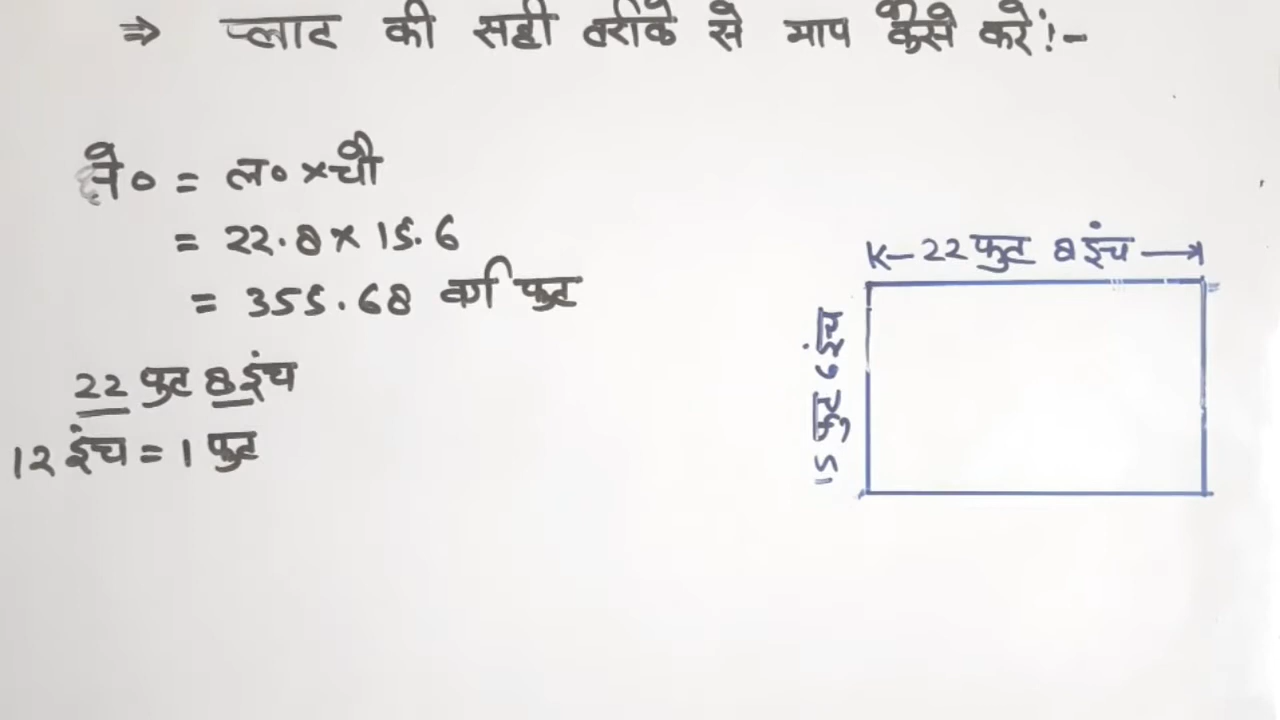 ⇒ प्लाट की सही तरीके से माप कैसे करे!:-
= ल० × चौ
= 22.8 × 15.6
= 355.68 वर्ग फुट
22 फुट 8 इंच
12 इंच = 1 फुट
22 फुट 8 इंच
15 फुट 6 इंच